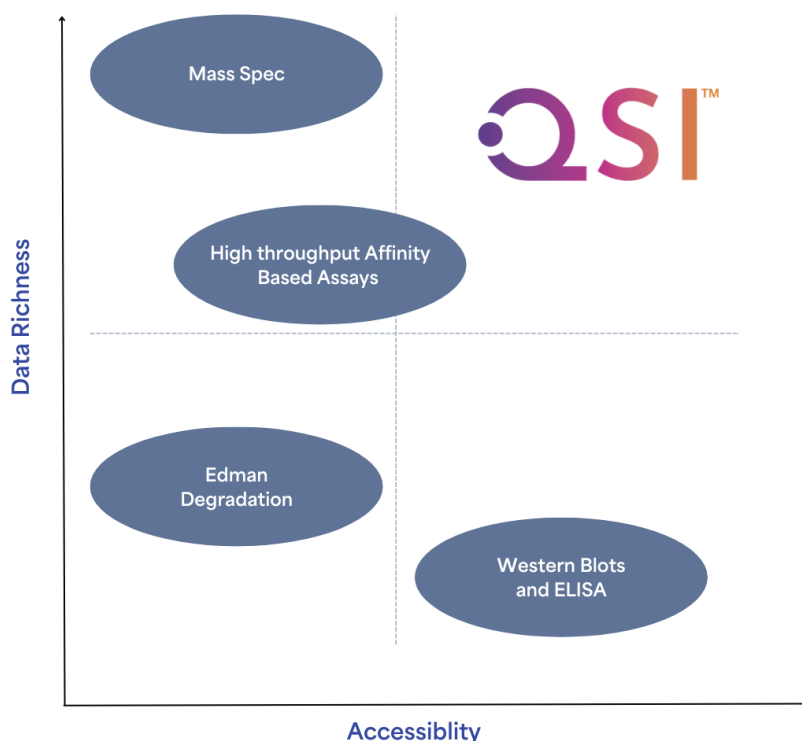 Mass Spec
QSI™
High throughput Affinity
Based Assays
Data Richness
Edman
Degradation
Western Blots
and ELISA
Accessiblity